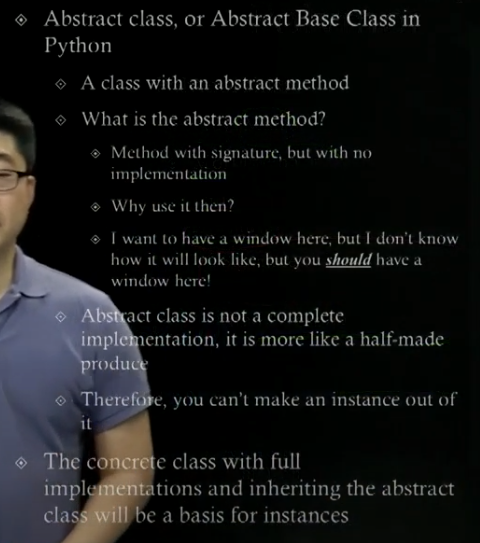 Abstract class, or Abstract Base Class in
Python
A class with an abstract method
What is the abstract method?
Method with signature, but with no
implementation
Why use it then?
I want to have a window here, but I don't know
how it will look like, but you should have a
window here!
Abstract class is not a complete
implementation, it is more like a half-made
produce
Therefore, you can't make an instance out of
it
The concrete class with full
implementations and inheriting the abstract
class will be a basis for instances